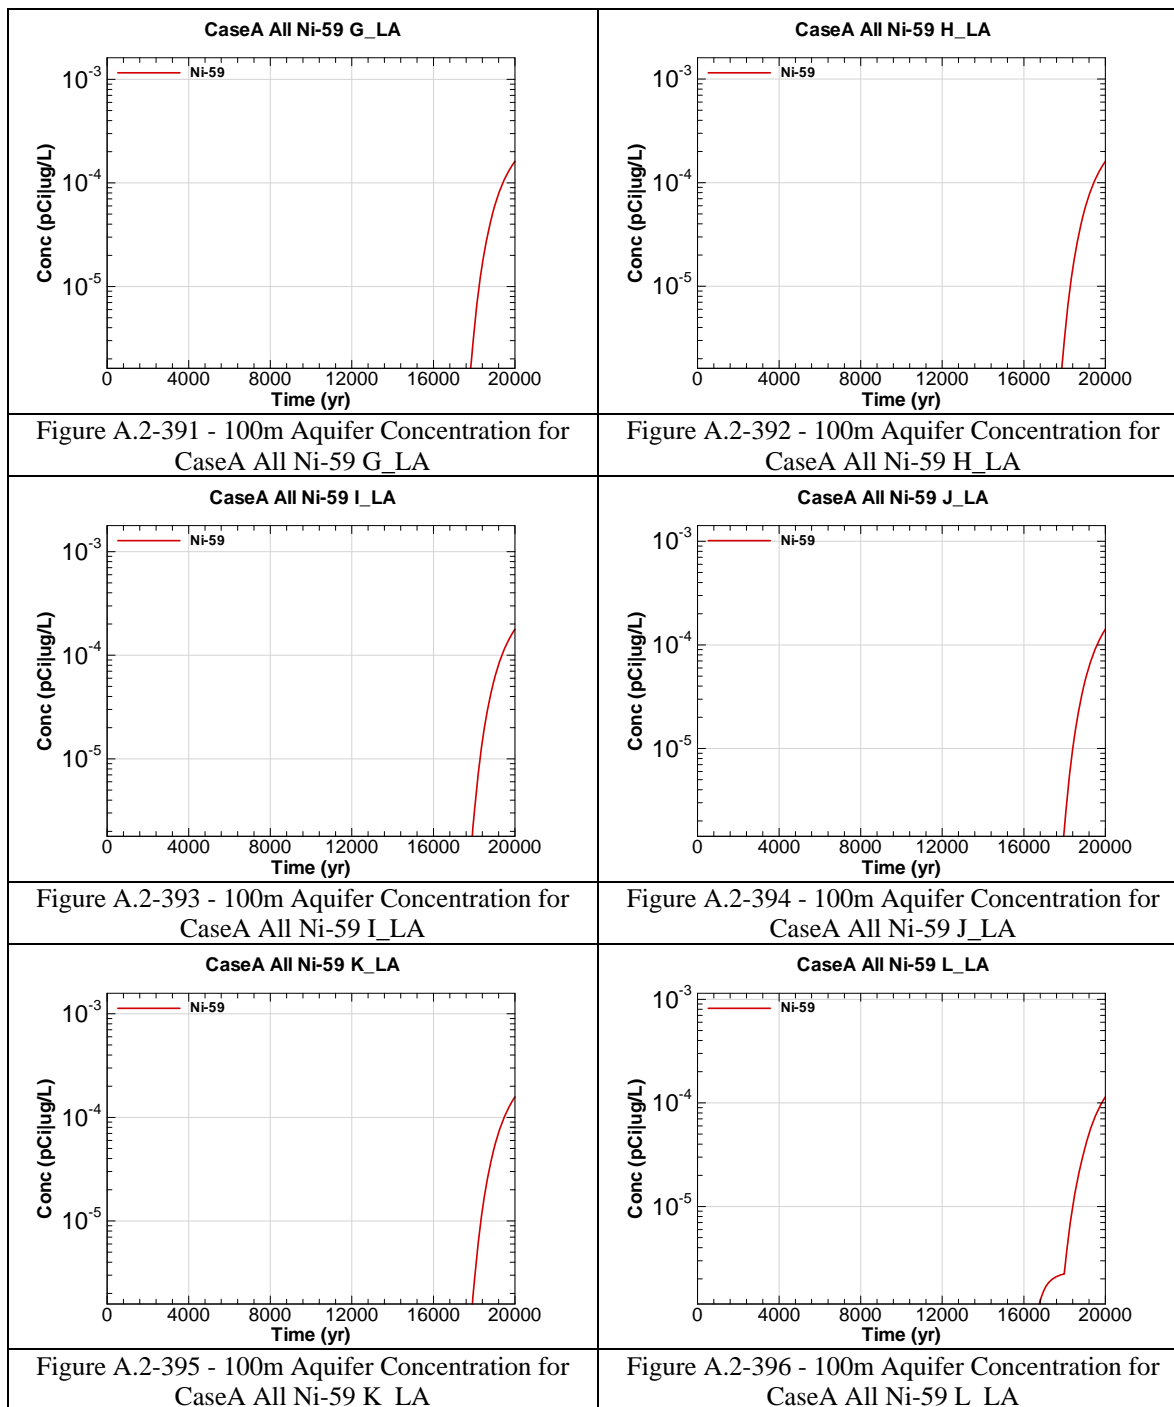 CaseA All Ni-59 G_LA
Ni-59
10-3
10-4
10-5
Conc (pCi|ug/L)
0 4000 8000 12000 16000 20000
Time (yr)
Figure A.2-391 - 100m Aquifer Concentration for
CaseA All Ni-59 G_LA
CaseA All Ni-59 H_LA
Ni-59
10-3
10-4
10-5
Conc (pCi|ug/L)
0 4000 8000 12000 16000 20000
Time (yr)
Figure A.2-392 - 100m Aquifer Concentration for
CaseA All Ni-59 H_LA
CaseA All Ni-59 I_LA
Ni-59
10-3
10-4
10-5
Conc (pCi|ug/L)
0 4000 8000 12000 16000 20000
Time (yr)
Figure A.2-393 - 100m Aquifer Concentration for
CaseA All Ni-59 I_LA
CaseA All Ni-59 J_LA
Ni-59
10-3
10-4
10-5
Conc (pCi|ug/L)
0 4000 8000 12000 16000 20000
Time (yr)
Figure A.2-394 - 100m Aquifer Concentration for
CaseA All Ni-59 J_LA
CaseA All Ni-59 K_LA
Ni-59
10-3
10-4
10-5
Conc (pCi|ug/L)
0 4000 8000 12000 16000 20000
Time (yr)
Figure A.2-395 - 100m Aquifer Concentration for
CaseA All Ni-59 K_LA
CaseA All Ni-59 L_LA
Ni-59
10-3
10-4
10-5
Conc (pCi|ug/L)
0 4000 8000 12000 16000 20000
Time (yr)
Figure A.2-396 - 100m Aquifer Concentration for
CaseA All Ni-59 L_LA